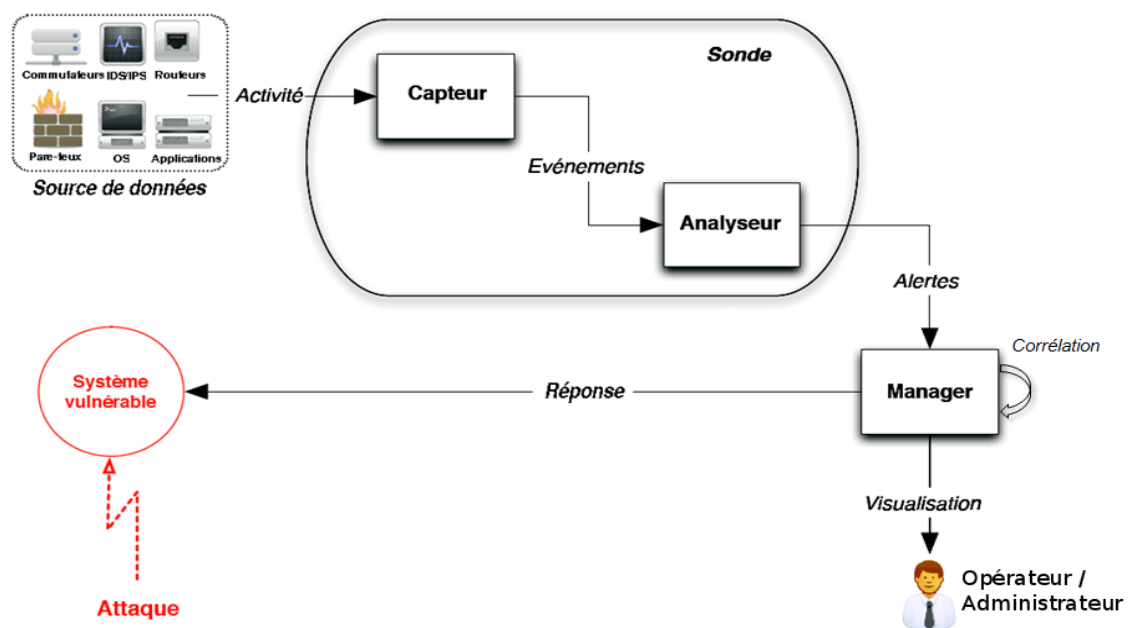 Commutateurs
IDS/IPS
Routeurs
Pare-feux
OS
Applications
Source de données
Activité
Sonde
Capteur
Evénements
Analyseur
Alertes
Corrélation
Manager
Réponse
Système
vulnérable
Visualisation
Attaque
Opérateur /
Administrateur